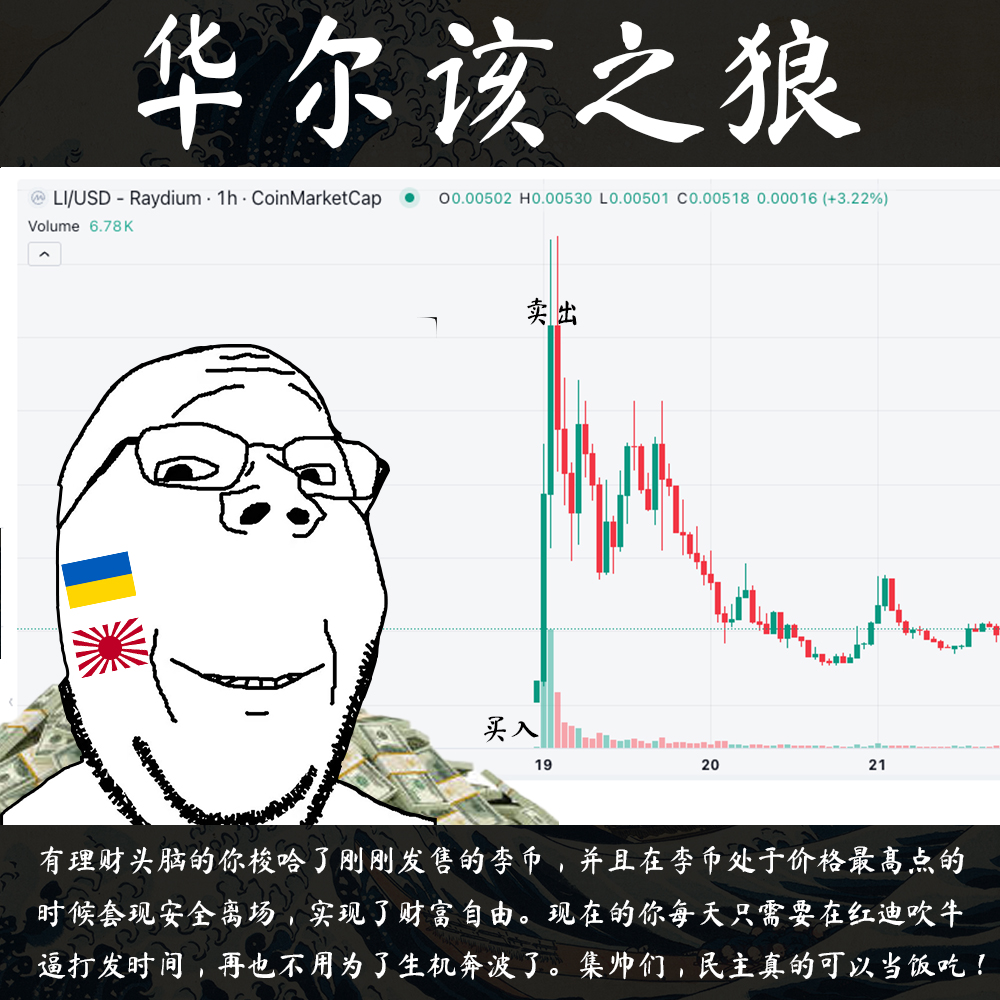 华尔该之狼
LI/USD - Raydium · 1h · CoinMarketCap O0.00502 H0.00530 L0.00501 C0.00518 0.00016 (+3.22%)
Volume 6.78K
卖出
买入
19 20 21
有理财头脑的你梭哈了刚刚发售的李币，并且在李币处于价格最高点的
时候套现安全离场，实现了财富自由。现在的你每天只需要在红迪吹牛
逼打发时间，再也不用为了生机奔波了。集帅们，民主真的可以当饭吃！